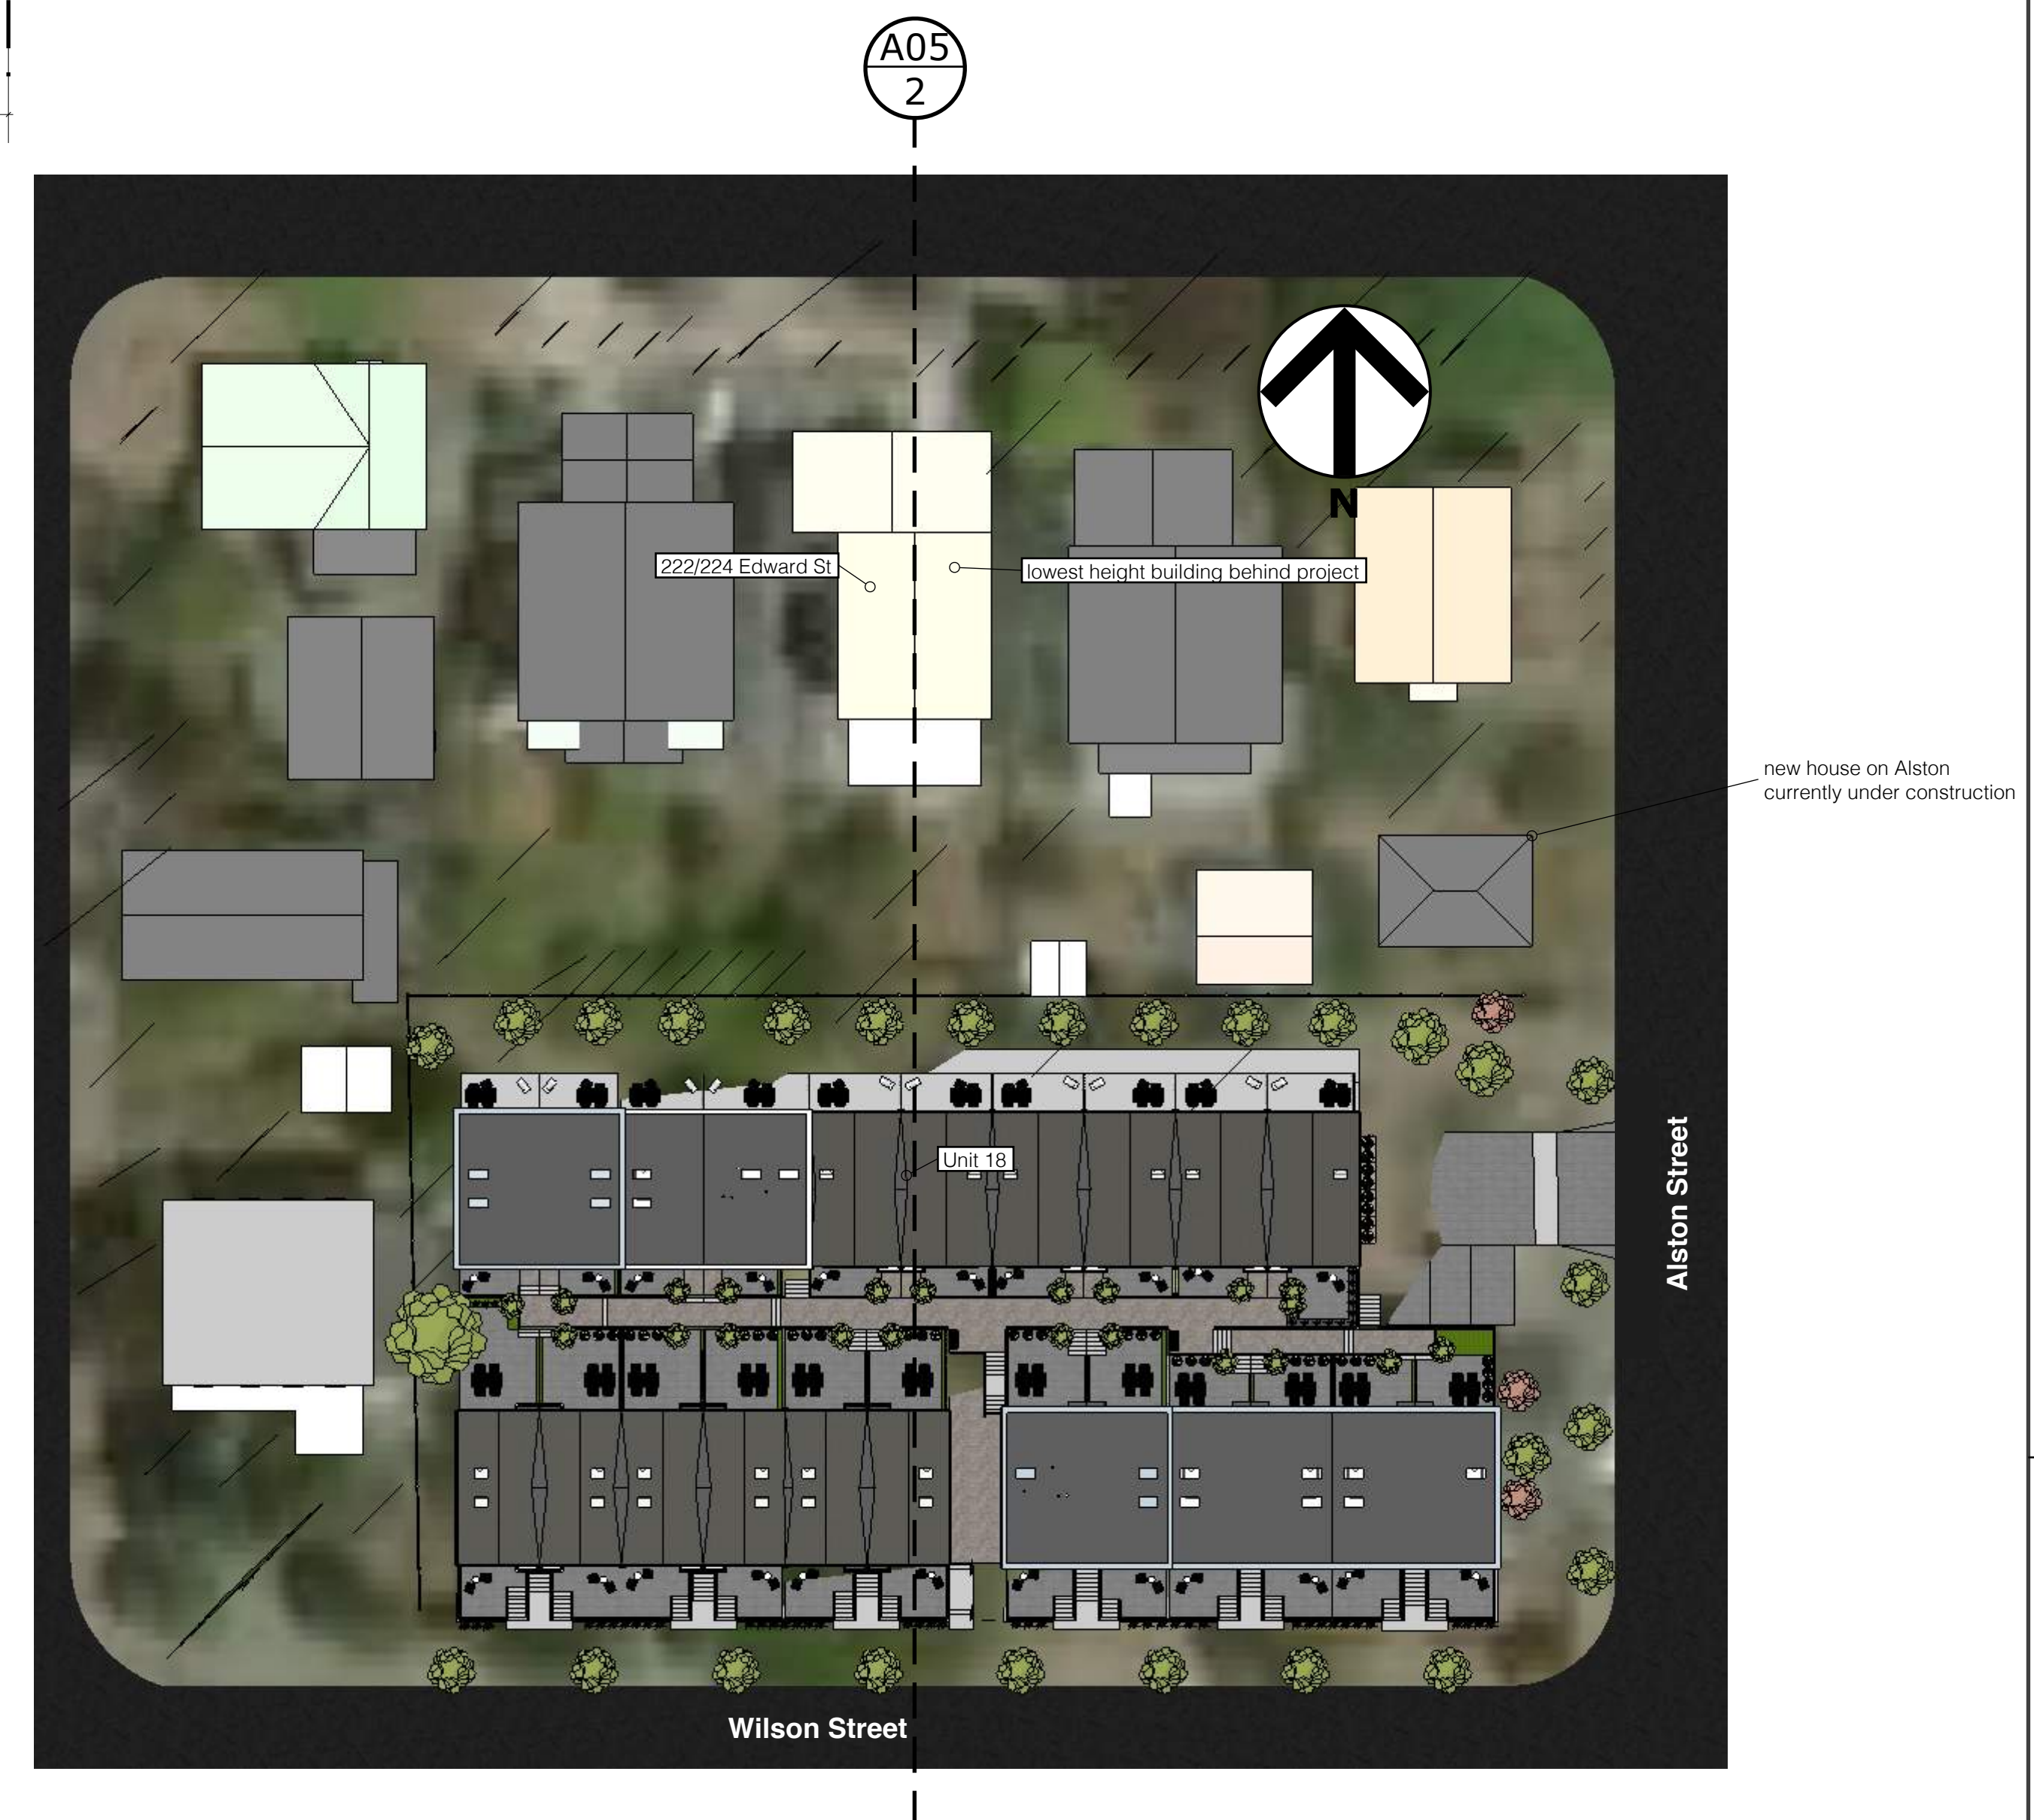 A05
2
N
222/224 Edward St
lowest height building behind project
new house on Alston
currently under construction
Unit 18
Alston Street
Wilson Street